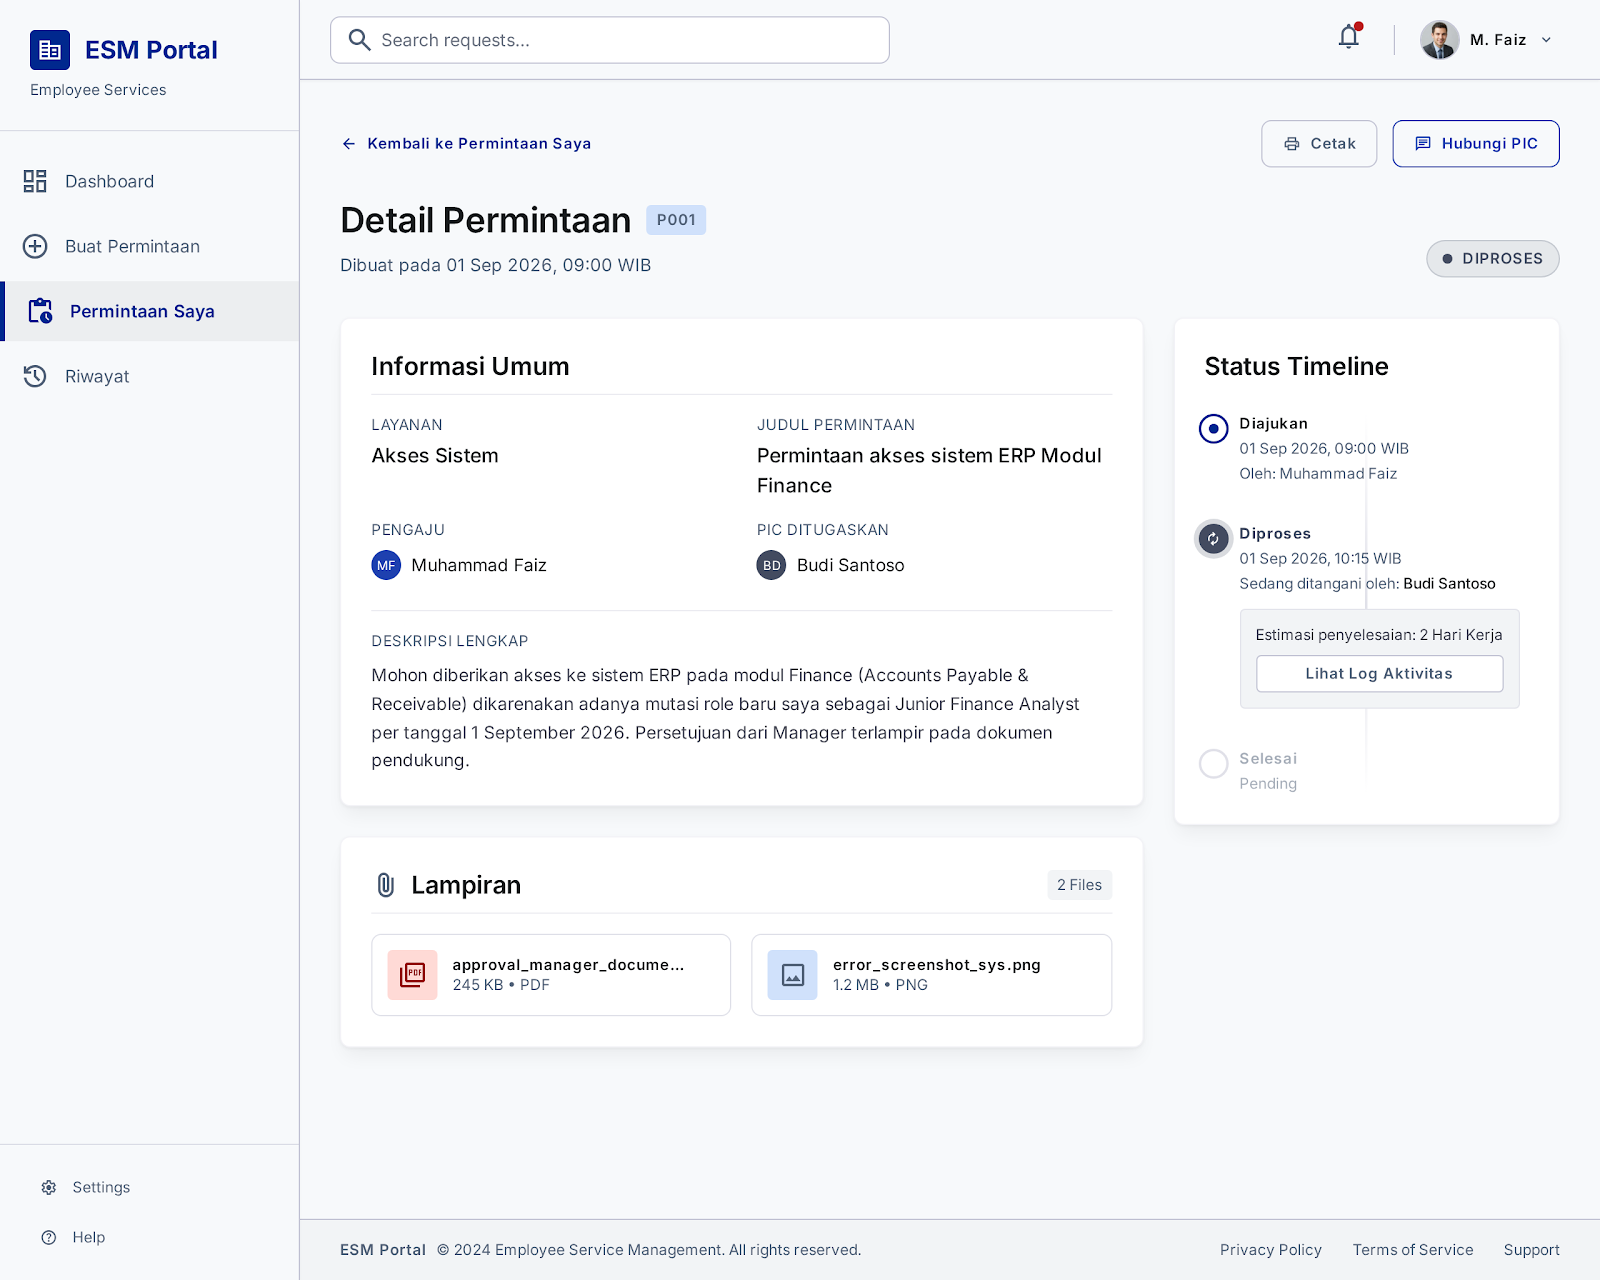 ESM Portal
Employee Services
Dashboard
Buat Permintaan
Permintaan Saya
Riwayat
Settings
Help
Search requests...
M. Faiz
Kembali ke Permintaan Saya
Cetak
Hubungi PIC
Detail Permintaan P001
Dibuat pada 01 Sep 2026, 09:00 WIB
DIPROSES
Informasi Umum
LAYANAN
Akses Sistem
JUDUL PERMINTAAN
Permintaan akses sistem ERP Modul
Finance
PENGAJU
MF Muhammad Faiz
PIC DITUGASKAN
BD Budi Santoso
DESKRIPSI LENGKAP
Mohon diberikan akses ke sistem ERP pada modul Finance (Accounts Payable &
Receivable) dikarenakan adanya mutasi role baru saya sebagai Junior Finance Analyst
per tanggal 1 September 2026. Persetujuan dari Manager terlampir pada dokumen
pendukung.
Lampiran
2 Files
PDF
approval_manager_docume...
245 KB • PDF
error_screenshot_sys.png
1.2 MB • PNG
Status Timeline
Diajukan
01 Sep 2026, 09:00 WIB
Oleh: Muhammad Faiz
Diproses
01 Sep 2026, 10:15 WIB
Sedang ditangani oleh: Budi Santoso
Estimasi penyelesaian: 2 Hari Kerja
Lihat Log Aktivitas
Selesai
Pending
ESM Portal © 2024 Employee Service Management. All rights reserved.
Privacy Policy
Terms of Service
Support